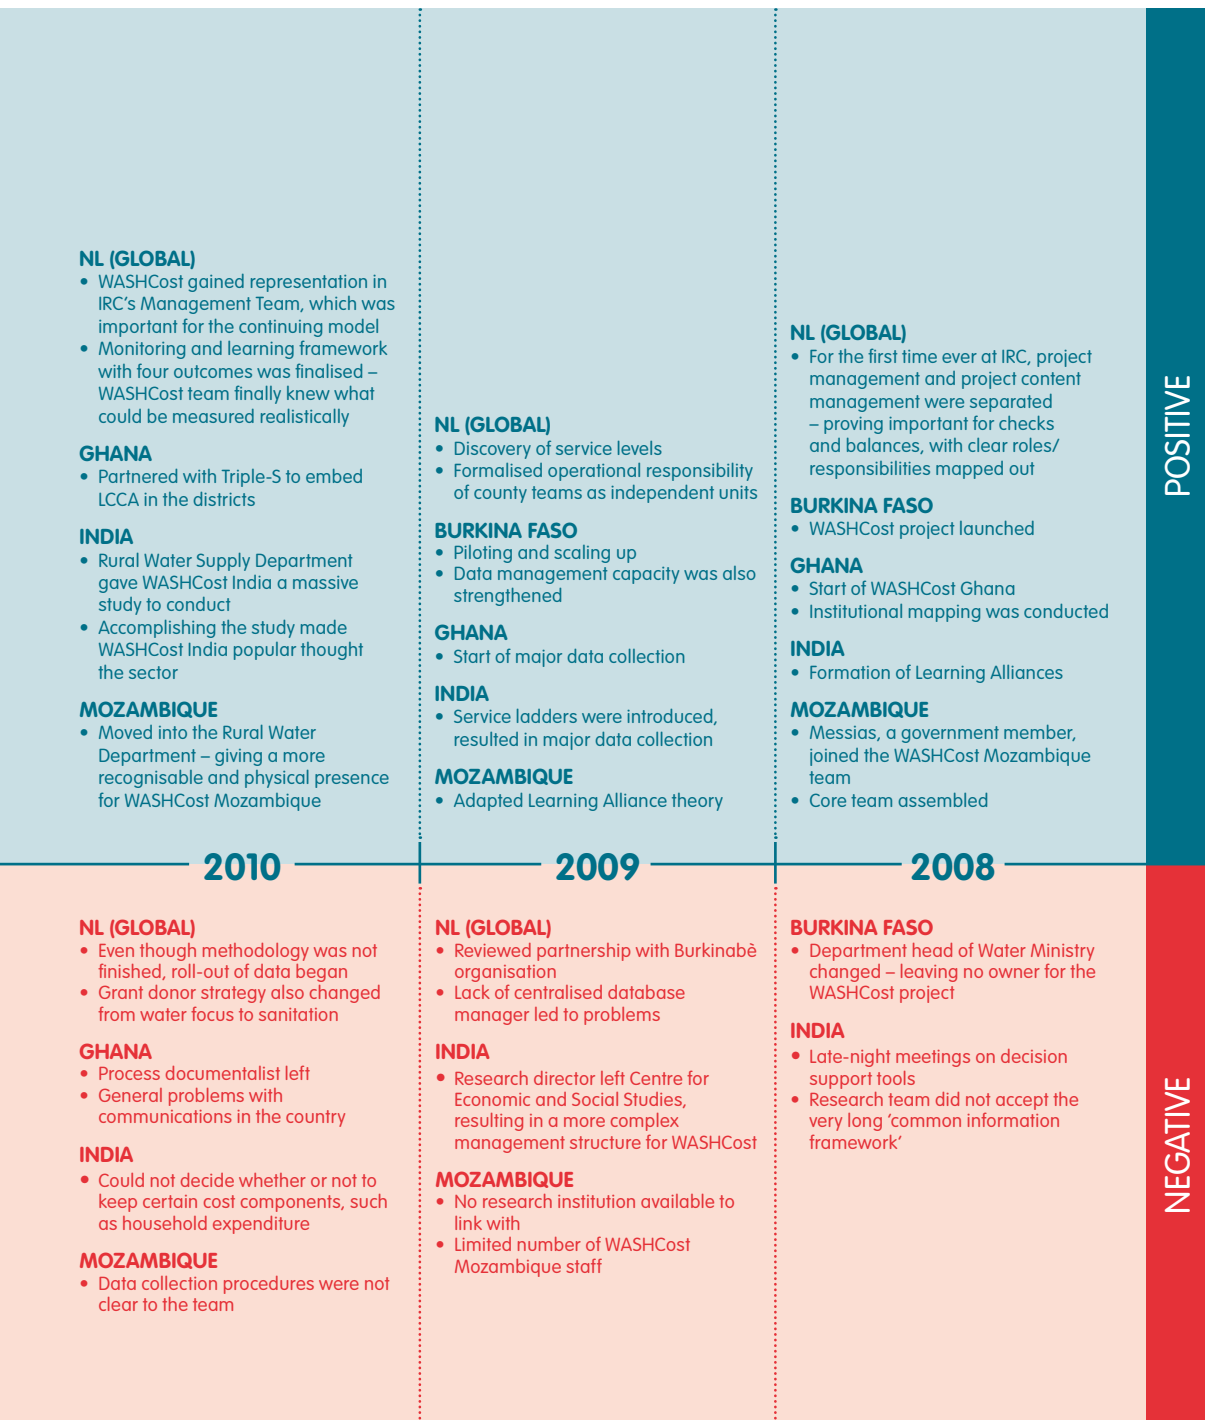 NL (GLOBAL)
• WASHCost gained representation in
IRC's Management Team, which was
important for the continuing model
• Monitoring and learning framework
with four outcomes was finalised –
WASHCost team finally knew what
could be measured realistically
GHANA
• Partnered with Triple-S to embed
LCCA in the districts
INDIA
• Rural Water Supply Department
gave WASHCost India a massive
study to conduct
• Accomplishing the study made
WASHCost India popular thought
the sector
MOZAMBIQUE
• Moved into the Rural Water
Department – giving a more
recognisable and physical presence
for WASHCost Mozambique
NL (GLOBAL)
• Discovery of service levels
• Formalised operational responsibility
of county teams as independent units
BURKINA FASO
• Piloting and scaling up
• Data management capacity was also
strengthened
GHANA
• Start of major data collection
INDIA
• Service ladders were introduced,
resulted in major data collection
MOZAMBIQUE
• Adapted Learning Alliance theory
NL (GLOBAL)
• For the first time ever at IRC, project
management and project content
management were separated
– proving important for checks
and balances, with clear roles/
responsibilities mapped out
BURKINA FASO
• WASHCost project launched
GHANA
• Start of WASHCost Ghana
• Institutional mapping was conducted
INDIA
• Formation of Learning Alliances
MOZAMBIQUE
• Messias, a government member,
joined the WASHCost Mozambique
team
• Core team assembled
POSITIVE
2010
2009
2008
NL (GLOBAL)
• Even though methodology was not
finished, roll-out of data began
• Grant donor strategy also changed
from water focus to sanitation
GHANA
• Process documentalist left
• General problems with
communications in the country
INDIA
• Could not decide whether or not to
keep certain cost components, such
as household expenditure
MOZAMBIQUE
• Data collection procedures were not
clear to the team
NL (GLOBAL)
• Reviewed partnership with Burkinabè
organisation
• Lack of centralised database
manager led to problems
INDIA
• Research director left Centre for
Economic and Social Studies,
resulting in a more complex
management structure for WASHCost
MOZAMBIQUE
• No research institution available to
link with
• Limited number of WASHCost
Mozambique staff
BURKINA FASO
• Department head of Water Ministry
changed – leaving no owner for the
WASHCost project
INDIA
• Late-night meetings on decision
support tools
• Research team did not accept the
very long ‘common information
framework’
NEGATIVE